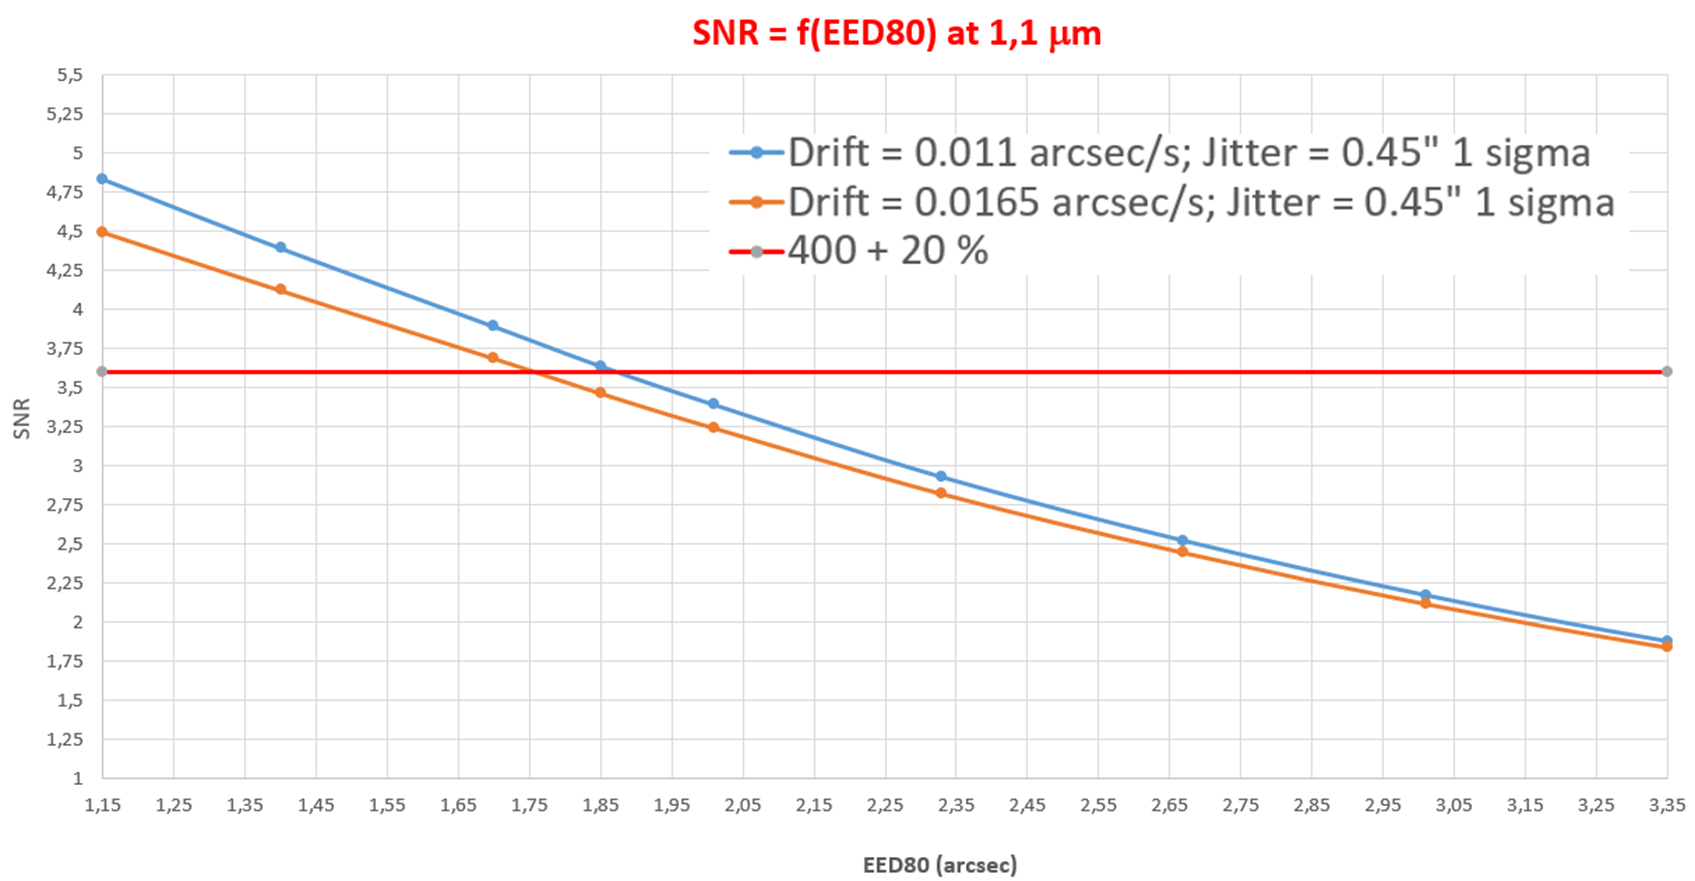 SNR = f(EED80) at 1,1 μm
5,5
5,25
5
4,75
4,5
4,25
4
3,75
3,5
3,25
3
2,75
2,5
2,25
2
1,75
1,5
1,25
1
SNR
Drift = 0.011 arcsec/s; Jitter = 0.45" 1 sigma
Drift = 0.0165 arcsec/s; Jitter = 0.45" 1 sigma
400 + 20 %
1,15 1,25 1,35 1,45 1,55 1,65 1,75 1,85 1,95 2,05 2,15 2,25 2,35 2,45 2,55 2,65 2,75 2,85 2,95 3,05 3,15 3,25 3,35
EED80 (arcsec)